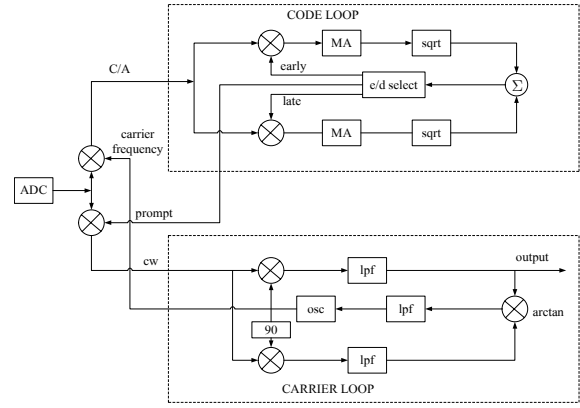 CODE LOOP
MA
sqrt
early
C/A
e/d select
Σ
late
MA
sqrt
carrier
frequency
ADC
prompt
cw
output
lpf
osc
lpf
arctan
90
lpf
CARRIER LOOP